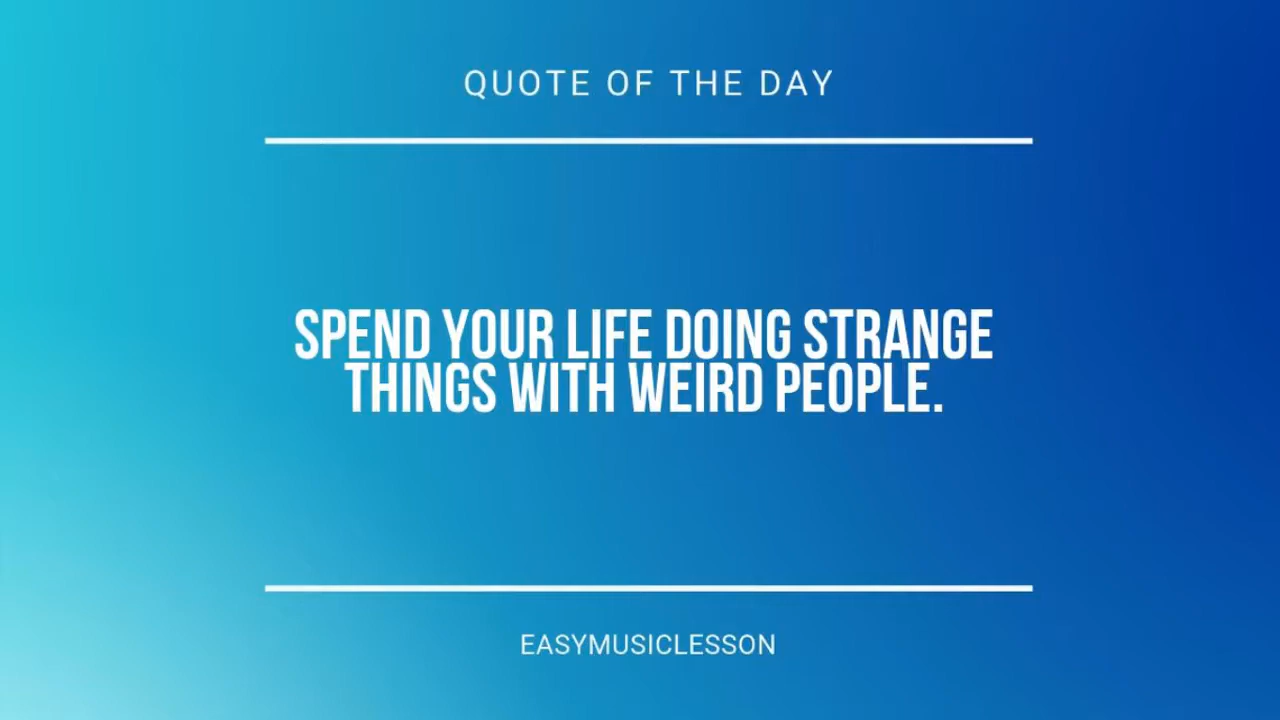 QUOTE OF THE DAY
SPEND YOUR LIFE DOING STRANGE
THINGS WITH WEIRD PEOPLE.
EASYMUSICLESSON